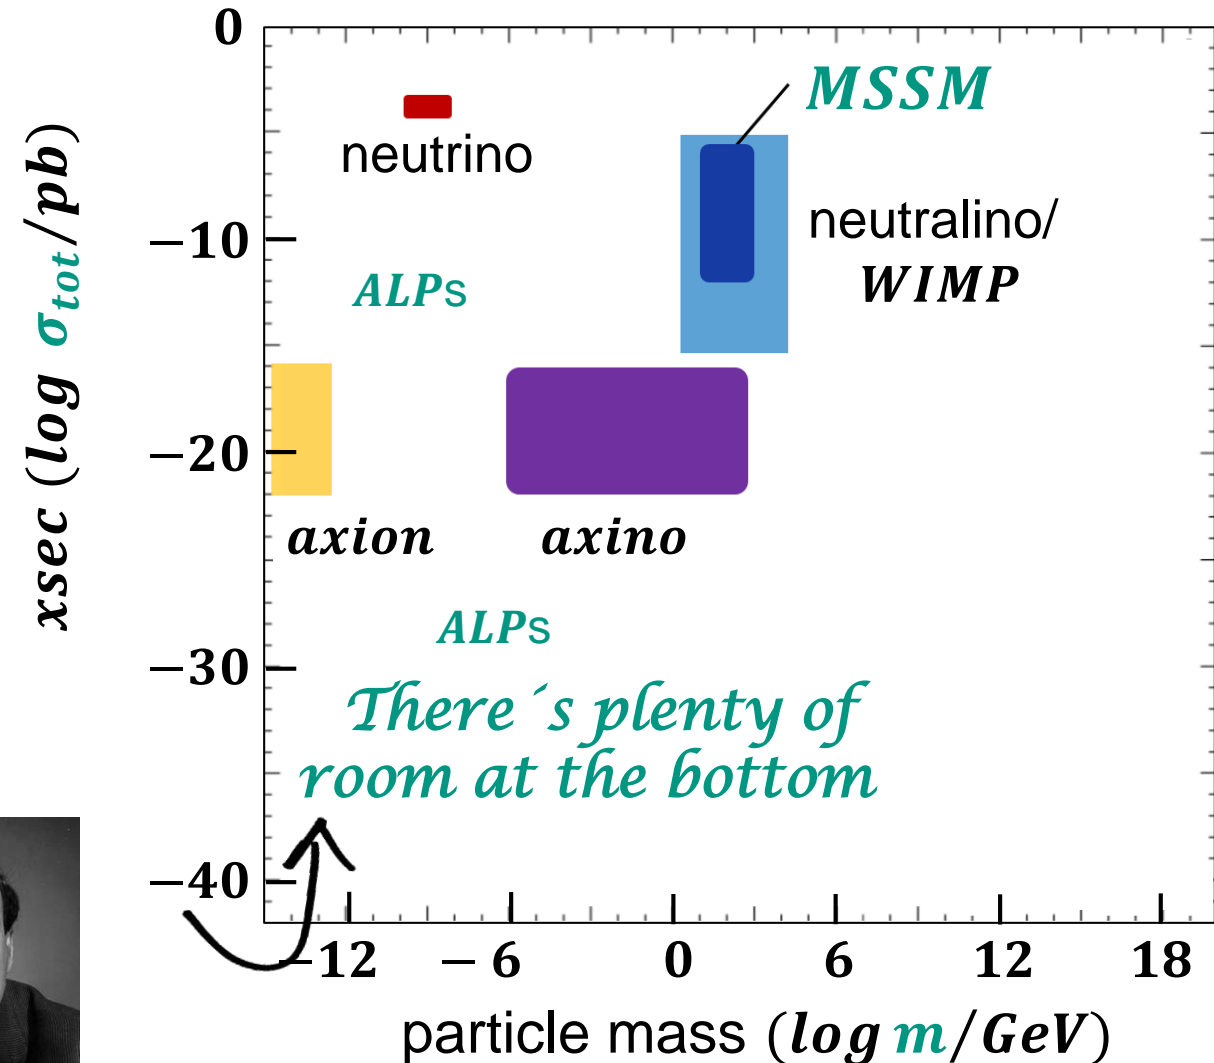 0
MSSM
neutrino
neutralino/
WIMP
−10
ALPs
−20
axion
axino
ALPs
−30
There´s plenty of
room at the bottom
−40
−12 −6 0 6 12 18
particle mass (log m/GeV)
xsec (log σtot/pb)